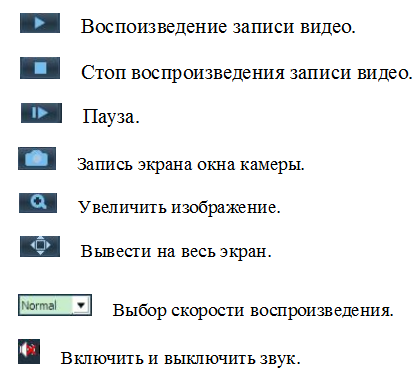 Воспоизведение записи видео.
Стоп воспроизведения записи видео.
Пауза.
Запись экрана окна камеры.
Увеличить изображение.
Вывести на весь экран.
Normal Выбор скорости воспроизведения.
Включить и выключить звук.